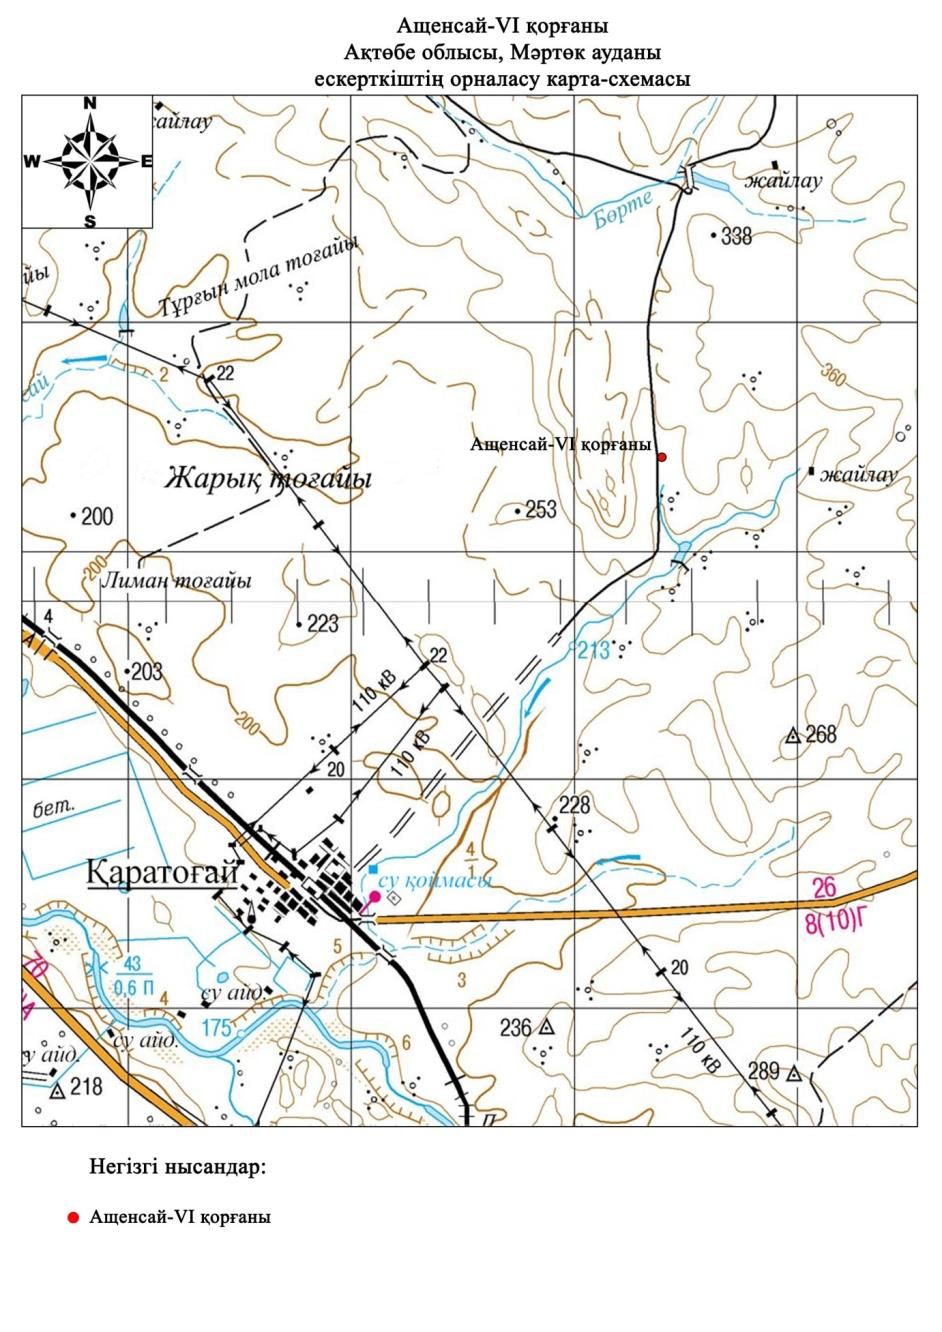 Ащенсай-VI қорғаны
Ақтөбе облысы, Мәртөк ауданы
ескерткіштің орналасу карта-схемасы
N
W E
S
жайлау
Бөрте
338
Тұрғын мола тоғайы
2
22
360
Ащенсай-VI қорғаны
Жарық тоғайы
жайлау
200
253
200
Лиман тоғайы
4
223
213
203
22
110 кВ
200
268
110 кВ
20
бет.
228
4
1
Қаратоғай
су қоймасы
26
8(10)Г
5
43
0,6 П
4
3
20
су айд.
175
су айд.
236
6
110 кВ
218
289
Негізгі нысандар:
Ащенсай-VI қорғаны